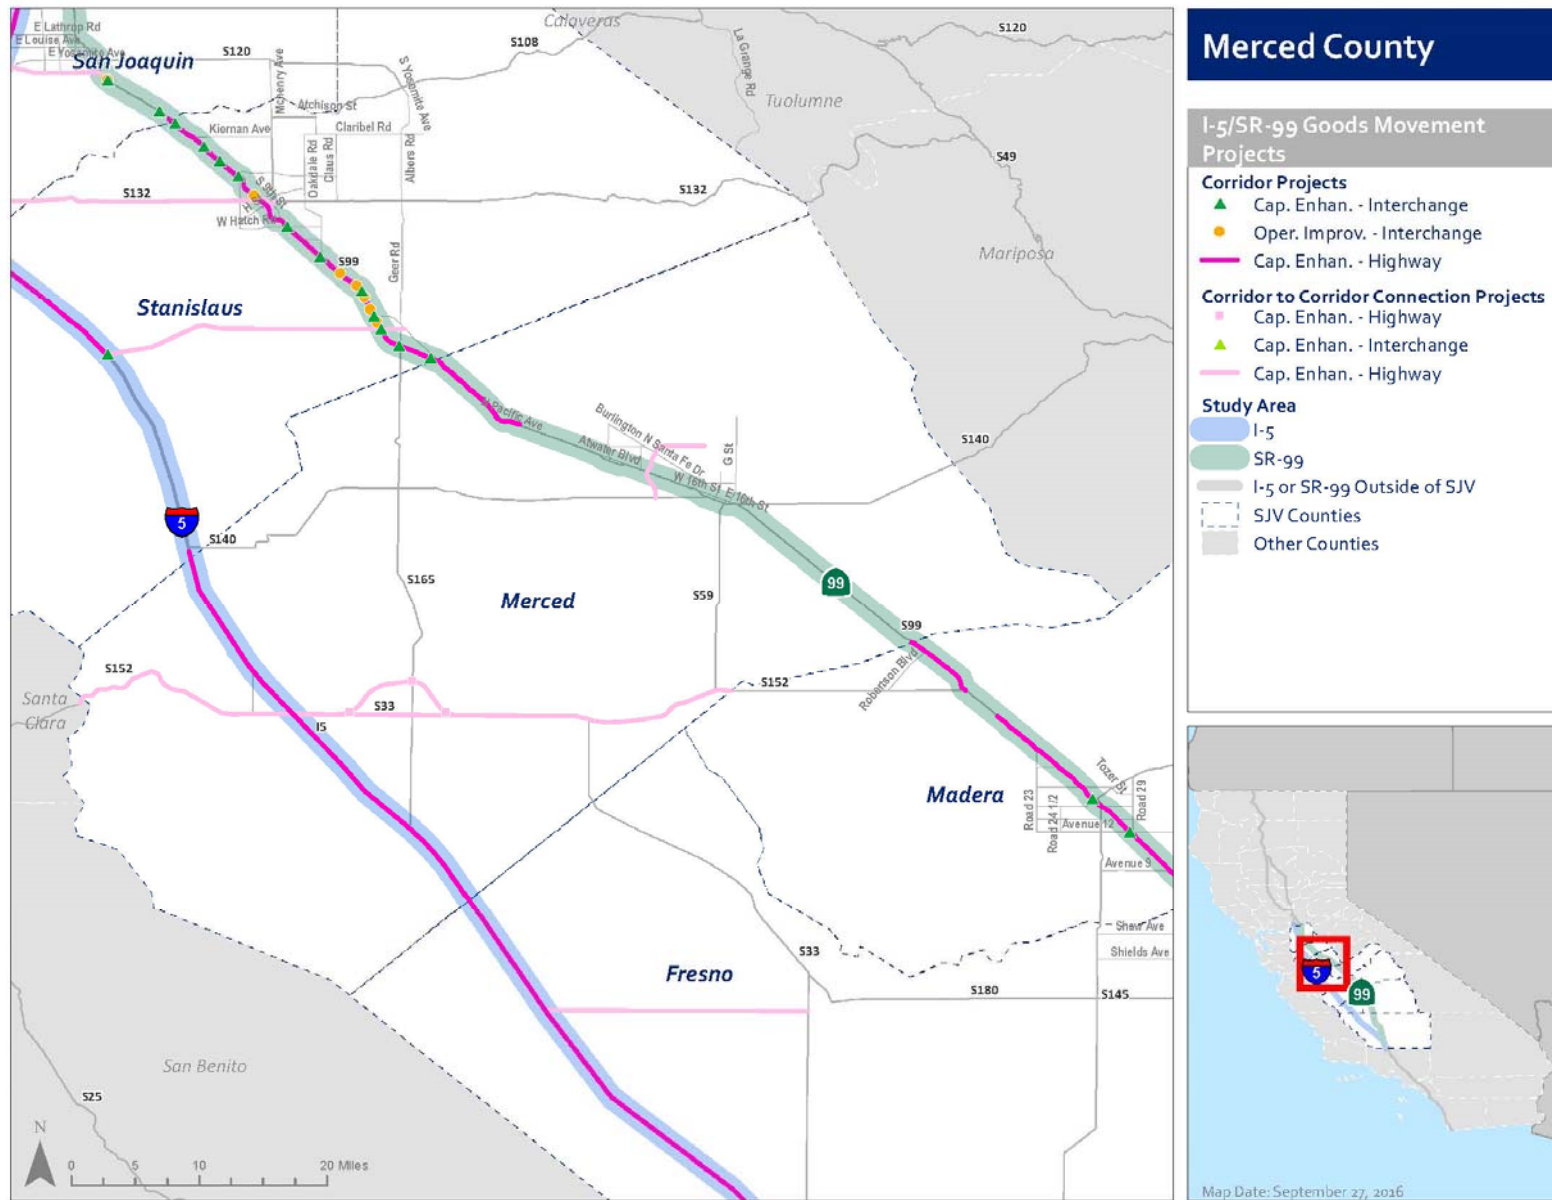 Merced County
I-5/SR-99 Goods Movement
Projects
Corridor Projects
Cap. Enhan. - Interchange
Oper. Improv. - Interchange
Cap. Enhan. - Highway
Corridor to Corridor Connection Projects
Cap. Enhan. - Highway
Cap. Enhan. - Interchange
Cap. Enhan. - Highway
Study Area
I-5
SR-99
I-5 or SR-99 Outside of SJV
SJV Counties
Other Counties
Calaveras
E Lathrop Rd
E Louise Ave
E Yosemite Ave
San Joaquin
S120
S108
S120
La Grange Rd
Mchenry Ave
S Yosemite Ave
Atchison St
Tuolumne
Kiernan Ave
Claribel Rd
Oakdale Rd
Claus Rd
Albers Rd
S49
S132
S 9th St
S132
W Hatch Rd
Geer Rd
S99
Mariposa
Stanislaus
N Pacific Ave
Burlington N Santa Fe Dr
Atwater Blvd
G St
S140
W 16th St
E 16th St
5
S140
S165
99
Merced
S59
S99
Robertson Blvd
S152
S152
Santa
Clara
S33
I5
Madera
Tozer St
Road 23
Road 24 1/2
Road 29
Avenue 12
Avenue 9
Shaw Ave
Shields Ave
S33
Fresno
S180
S145
San Benito
S25
N
0 5 10 20 Miles
5
99
Map Date: September 27, 2016